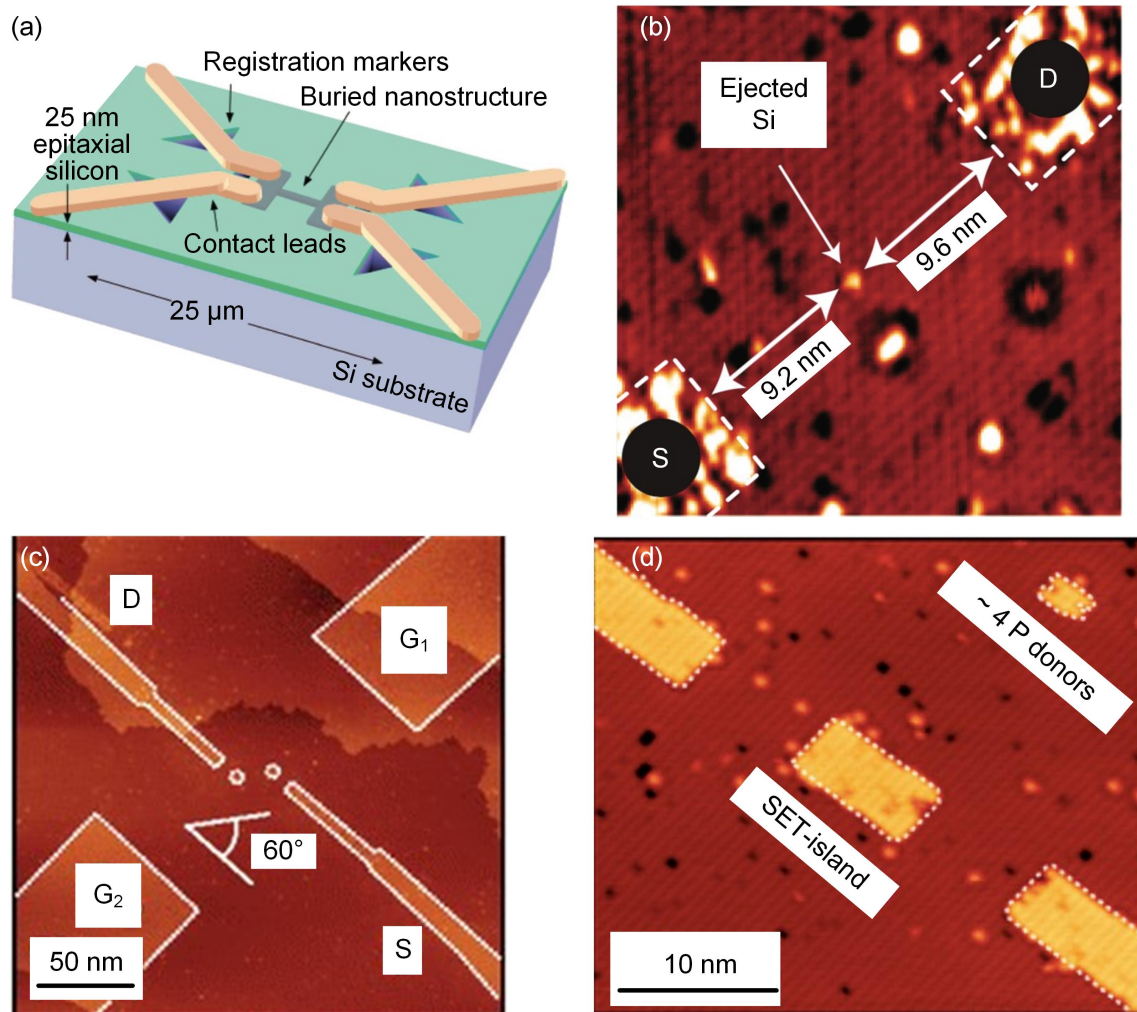 (a)
Registration markers
Buried nanostructure
25 nm
epitaxial
silicon
Contact leads
25 μm
Si substrate
(b)
D
Ejected
Si
9.6 nm
9.2 nm
S
(c)
D
G₁
60°
G₂
S
50 nm
(d)
~ 4 P donors
SET-island
10 nm